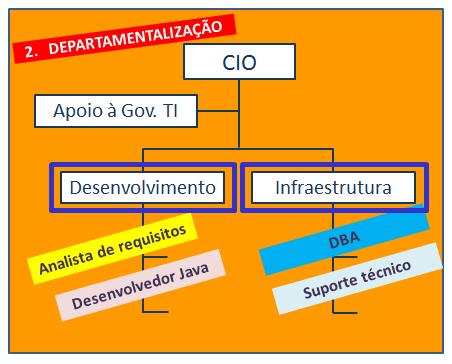 2. DEPARTAMENTALIZAÇÃO
CIO
Apoio à Gov. TI
Desenvolvimento
Infraestrutura
Analista de requisitos
Desenvolvedor Java
DBA
Suporte técnico